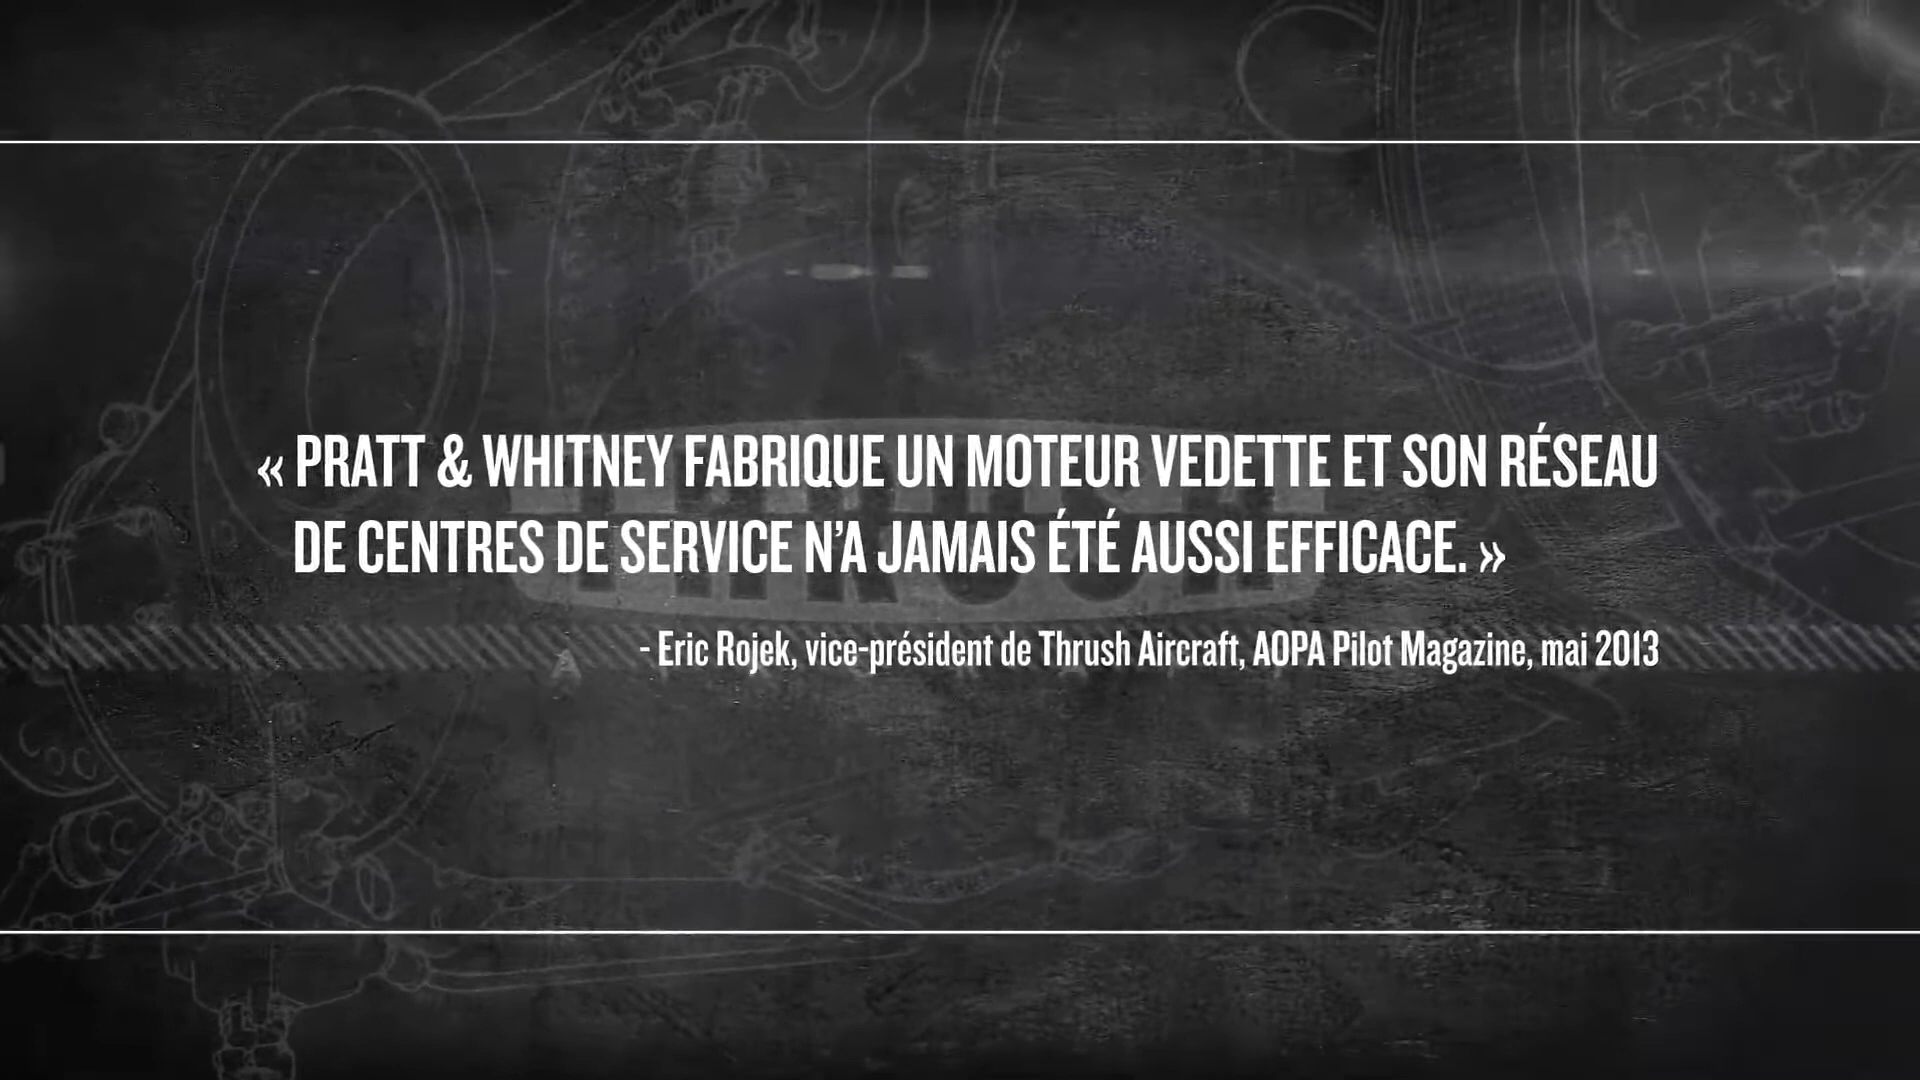 « PRATT & WHITNEY FABRIQUE UN MOTEUR VEDETTE ET SON RÉSEAU
DE CENTRES DE SERVICE N’A JAMAIS ÉTÉ AUSSI EFFICACE. »
- Eric Rojek, vice-président de Thrush Aircraft, AOPA Pilot Magazine, mai 2013